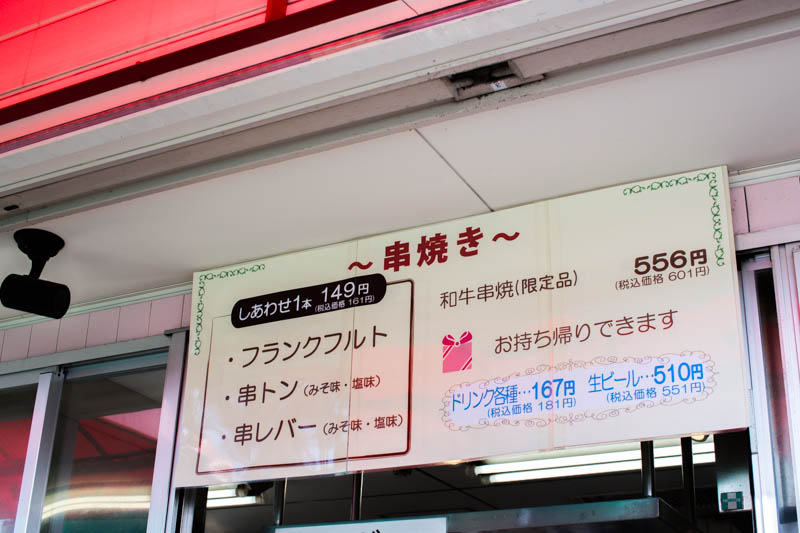 ～串焼き～
しあわせ1本 149円
(税込価格 161円)
・フランクフルト
・串トン(みそ味・塩味)
・串レバー(みそ味・塩味)
和牛串焼(限定品)
556円
(税込価格 601円)
お持ち帰りできます
ドリンク各種…167円
(税込価格 181円)
生ビール…510円
(税込価格 551円)